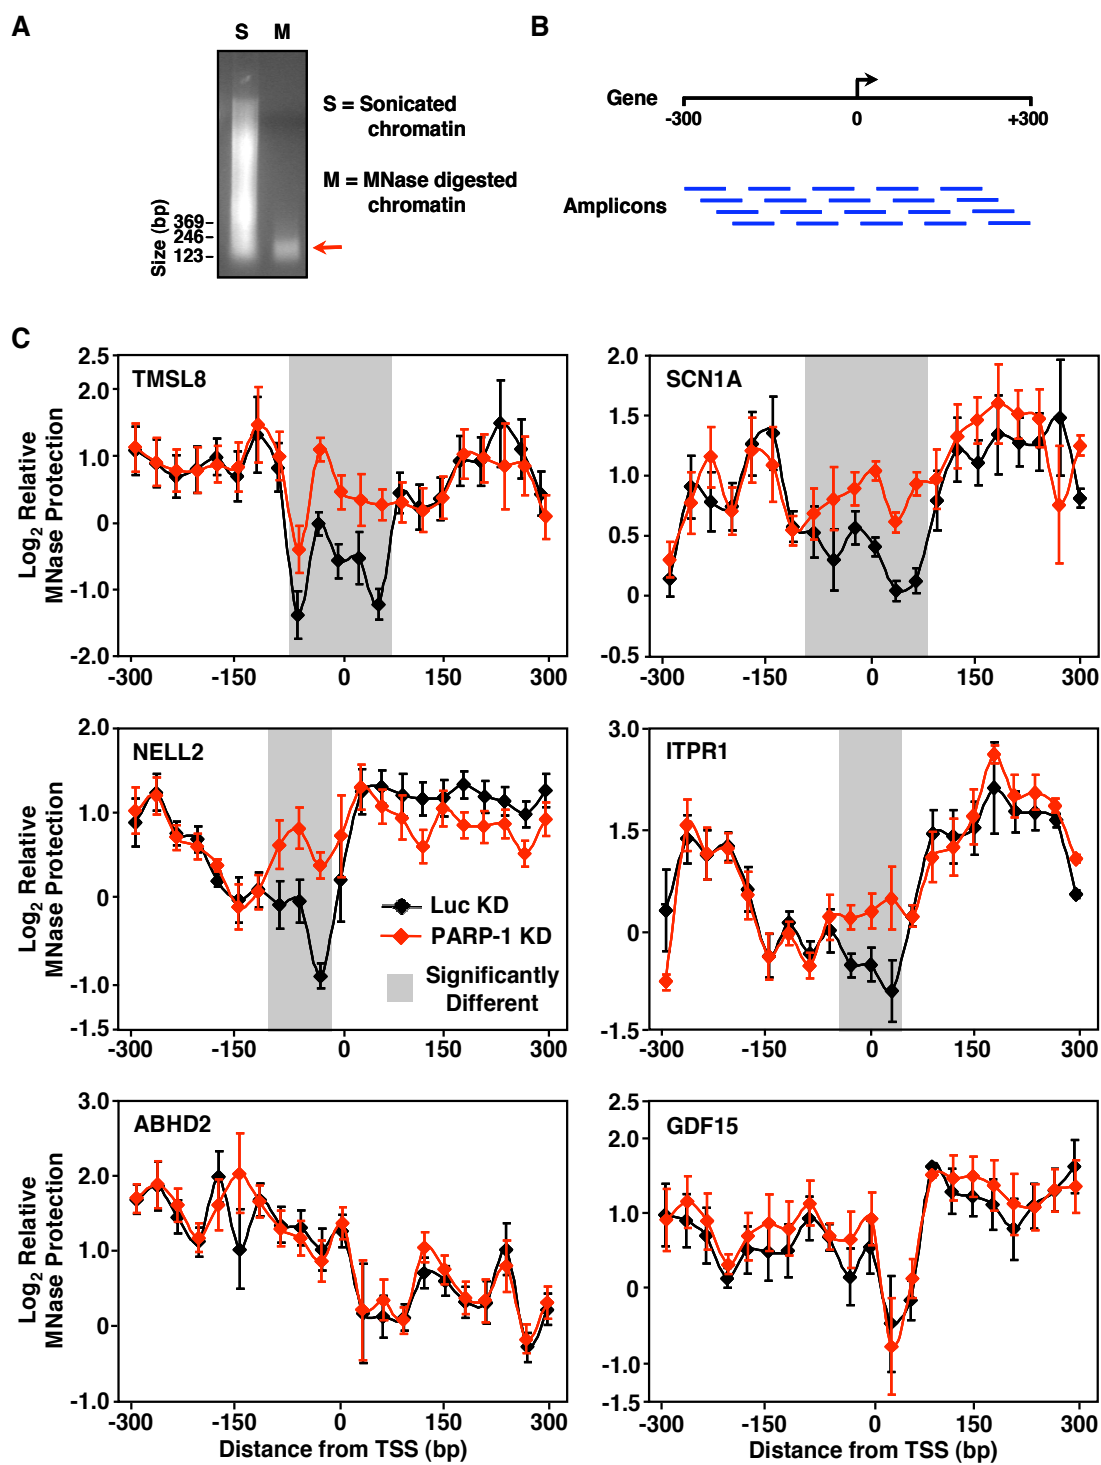 A
S M
S = Sonicated
chromatin
M = MNase digested
chromatin
Size (bp)
369
246
123
B
Gene
-300 0 +300
Amplicons
C
Log2 Relative
MNase Protection
TMSL8
2.5
2.0
1.0
0
-1.0
-2.0
-300 -150 0 150 300
SCN1A
2.0
1.5
1.0
0.5
0
-0.5
-300 -150 0 150 300
Log2 Relative
MNase Protection
NELL2
2.0
1.0
0
-1.0
-1.5
Luc KD
PARP-1 KD
Significantly
Different
-300 -150 0 150 300
ITPR1
3.0
1.5
0
-1.5
-300 -150 0 150 300
Log2 Relative
MNase Protection
ABHD2
3.0
2.0
1.0
0
-1.0
-300 -150 0 150 300
Distance from TSS (bp)
GDF15
2.5
2.0
1.0
0
-1.0
-1.5
-300 -150 0 150 300
Distance from TSS (bp)